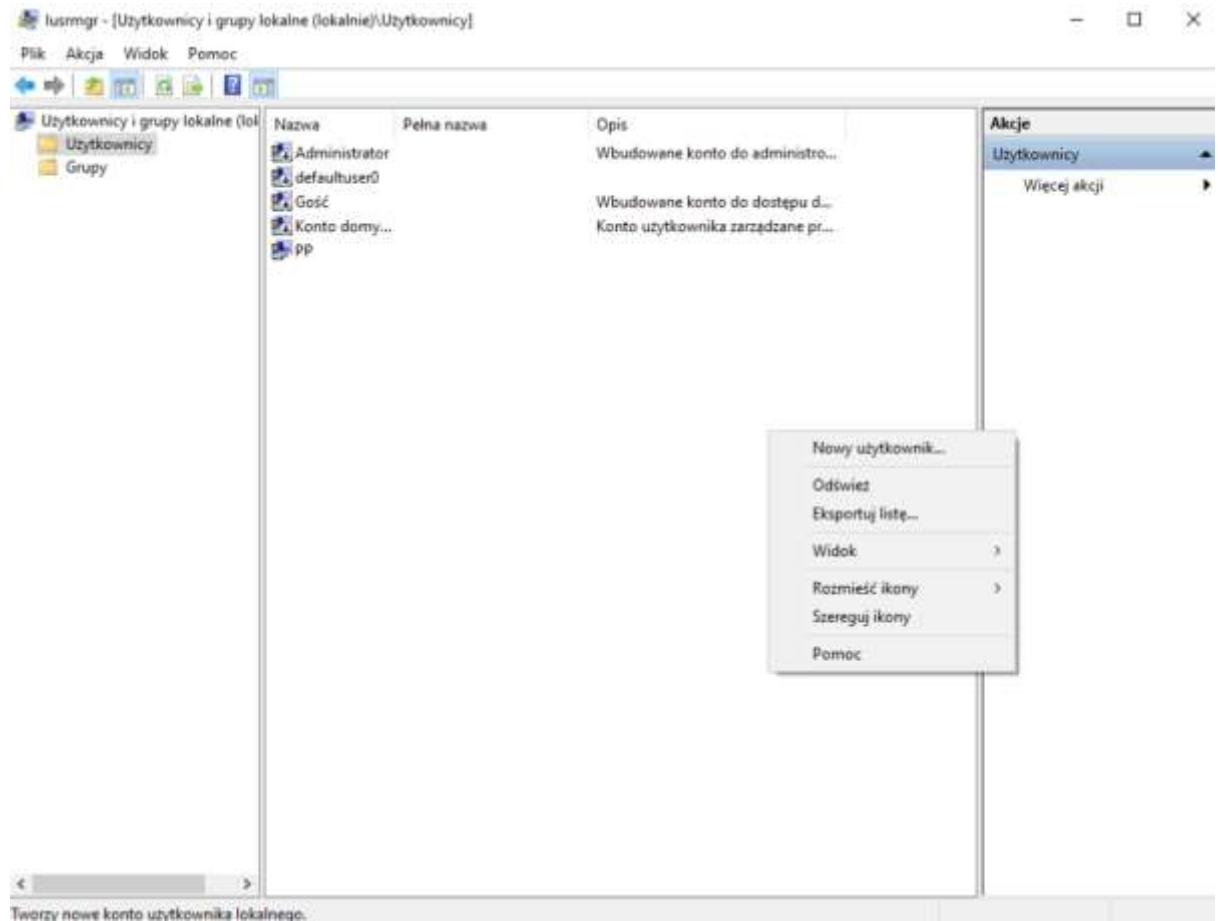 lusrmgr - [Użytkownicy i grupy lokalne (lokalnie)\Użytkownicy]
Plik Akcja Widok Pomoc
Użytkownicy i grupy lokalne (lok
Użytkownicy
Grupy
Nazwa Pełna nazwa Opis
Administrator Wbudowane konto do administro...
defaultuser0
Gość Wbudowane konto do dostępu d...
Konto domy... Konto użytkownika zarządzane pr...
PP
Akcje
Użytkownicy
Więcej akcji
Nowy użytkownik...
Odśwież
Eksportuj listę...
Widok
Rozmieść ikony
Szereguj ikony
Pomoc
Tworzy nowe konto użytkownika lokalnego.